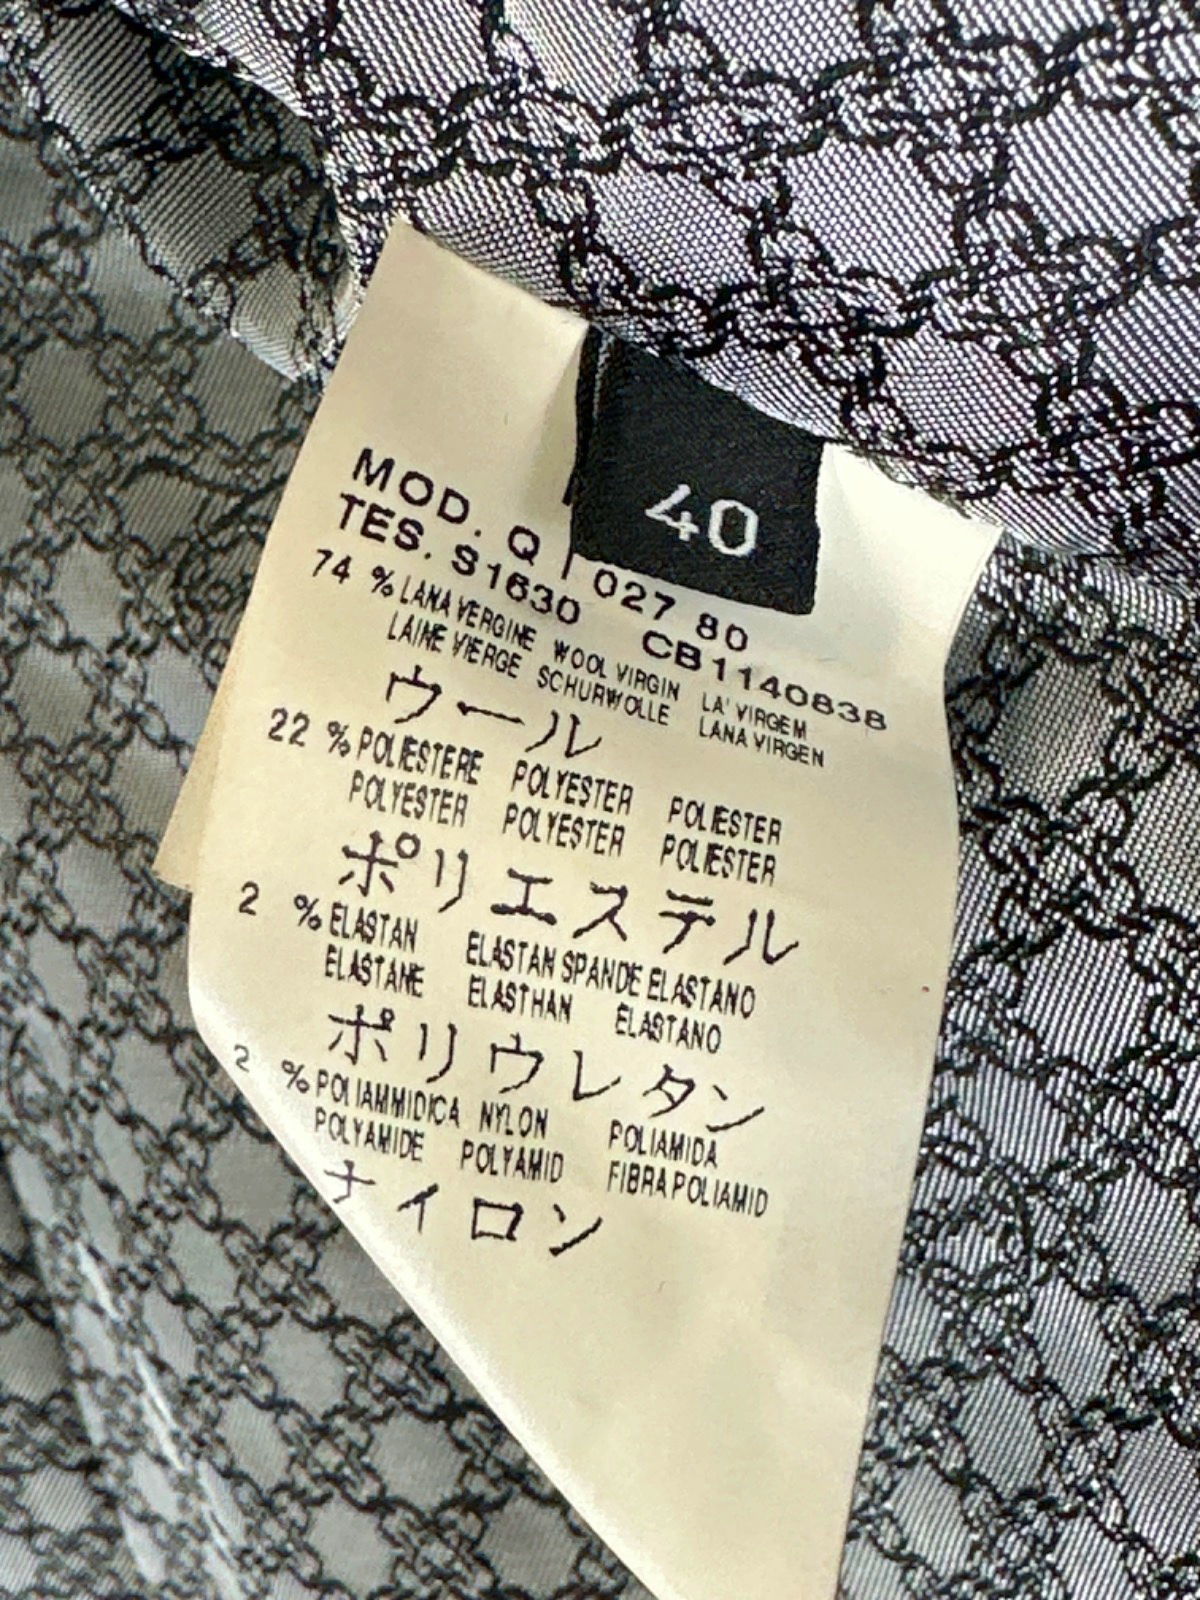 40
MOD. Q 027 80
TES. S1630 CB1140838
74 % LANA VERGINE WOOL VIRGIN LA' VIRGEM
LAINE VIERGE SCHURWOLLE LANA VIRGEN
ウール
22 % POLIESTERE POLYESTER POLIESTER
POLYESTER POLYESTER POLIESTER
ポリエステル
2 % ELASTAN ELASTAN SPANDE ELASTANO
ELASTANE ELASTHAN ELASTANO
ポリウレタン
2 % POLIAMMIDICA NYLON POLIAMIDA
POLYAMIDE POLYAMID FIBRA POLIAMID
ナイロン